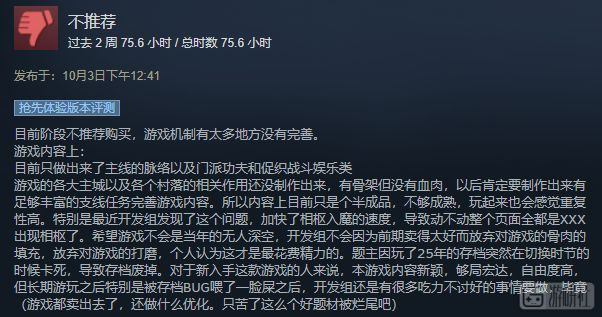 不推荐
过去 2 周 75.6 小时 / 总时数 75.6 小时
发布于：10月3日下午12:41
抢先体验版本评测
目前阶段不推荐购买，游戏机制有太多地方没有完善。
游戏内容上：
目前只做出来了主线的脉络以及门派功夫和促织战斗娱乐类
游戏的各大主城以及各个村落的相关作用还没制作出来，有骨架但没有血肉，以后肯定要制作出来有
足够丰富的支线任务完善游戏内容。所以内容上目前只是个半成品，不够成熟，玩起来也会感觉重复
性高。特别是最近开发组发现了这个问题，加快了相枢入魔的速度，导致动不动整个页面全都是XXX
出现相枢了。希望游戏不会是当年的无人深空，开发组不会因为前期卖得太好而放弃对游戏的骨肉的
填充，放弃对游戏的打磨，个人认为这才是最花费精力的。题主因玩了25年的存档突然在切换时节的
时候卡死，导致存档废掉。对于新入手这款游戏的人来说，本游戏内容新颖，够局宏达，自由度高，
但长期游玩之后特别是被存档BUG喂了一脸屎之后，开发组还是有很多吃力不讨好的事情要做，毕竟
（游戏都卖出去了，还做什么优化。只苦了这么个好题材被烂尾吧）
游研社